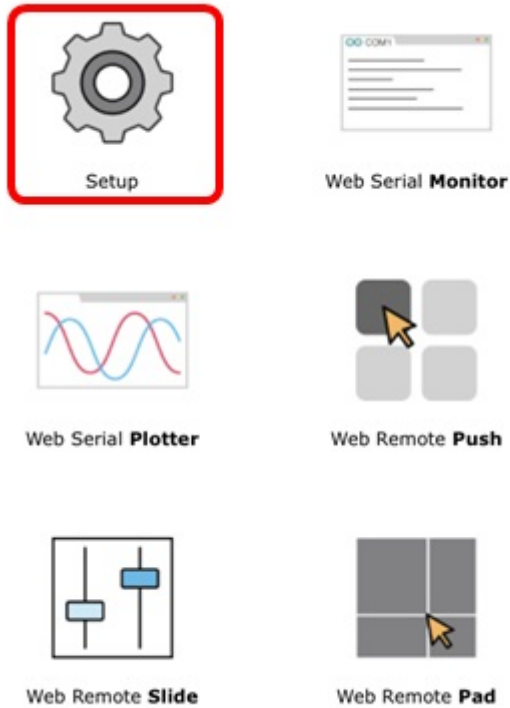 COM1
Setup
Web Serial Monitor
Web Serial Plotter
Web Remote Push
Web Remote Slide
Web Remote Pad